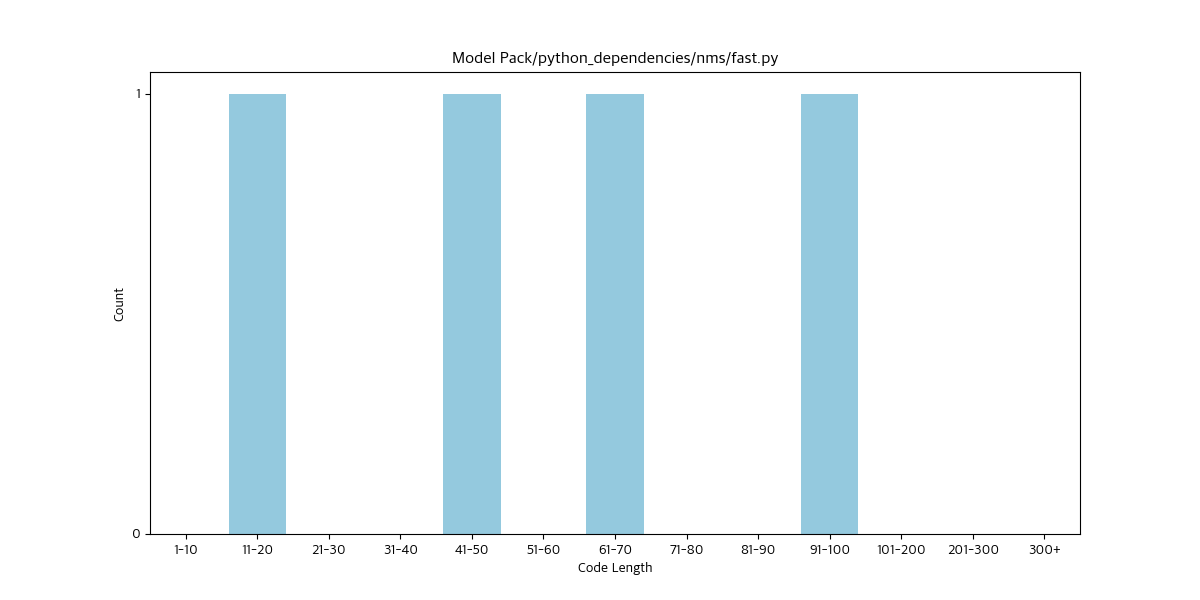 Model Pack/python_dependencies/nms/fast.py
1
Count
0
1-10 11-20 21-30 31-40 41-50 51-60 61-70 71-80 81-90 91-100 101-200 201-300 300+
Code Length